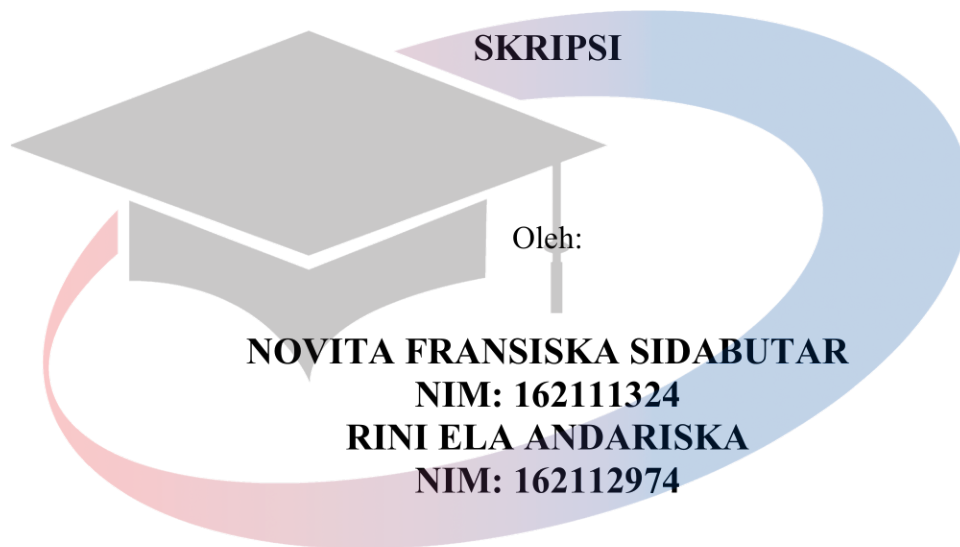 SKRIPSI
Oleh:
NOVITA FRANSISKA SIDABUTAR
NIM: 162111324
RINI ELA ANDARISKA
NIM: 162112974